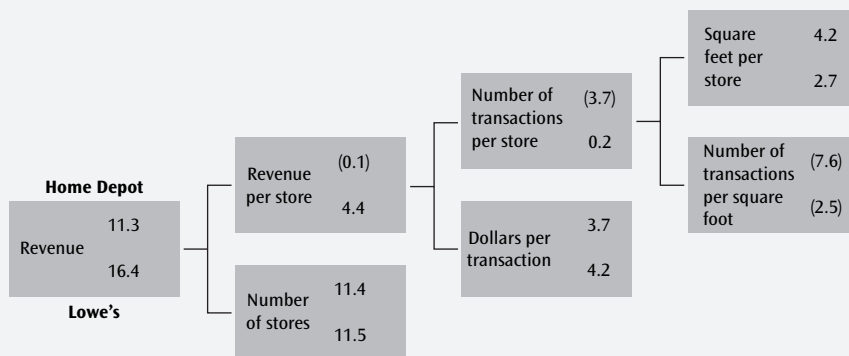 Home Depot
Revenue
11.3
16.4
Lowe's
Revenue
per store
(0.1)
4.4
Number
of stores
11.4
11.5
Number of
transactions
per store
(3.7)
0.2
Dollars per
transaction
3.7
4.2
Square
feet per
store
4.2
2.7
Number of
transactions
per square
foot
(7.6)
(2.5)